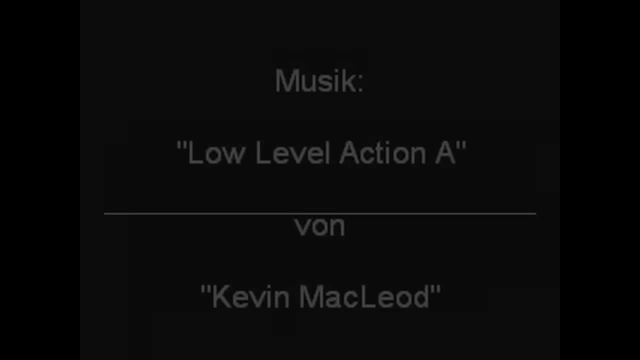 Musik:
"Low Level Action A"
von
"Kevin MacLeod"